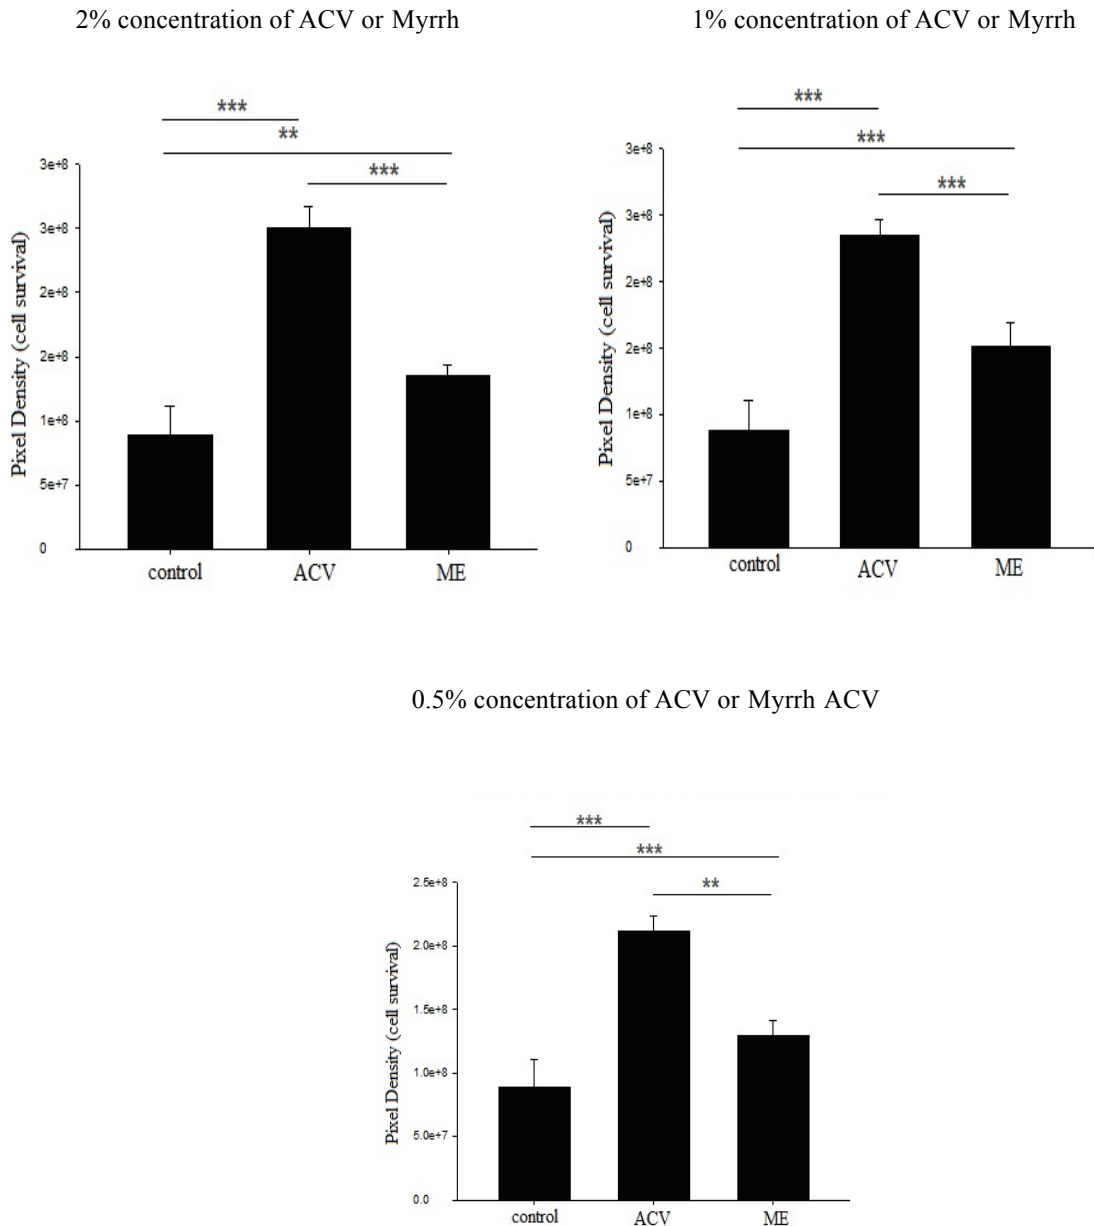 2% concentration of ACV or Myrrh
***
**
***
3e+8
3e+8
2e+8
2e+8
1e+8
5e+7
0
Pixel Density (cell survival)
control ACV ME
1% concentration of ACV or Myrrh
***
***
***
3e+8
3e+8
2e+8
2e+8
1e+8
5e+7
0
Pixel Density (cell survival)
control ACV ME
0.5% concentration of ACV or Myrrh ACV
***
***
**
2.5e+8
2.0e+8
1.5e+8
1.0e+8
5.0e+7
0.0
Pixel Density (cell survival)
control ACV ME